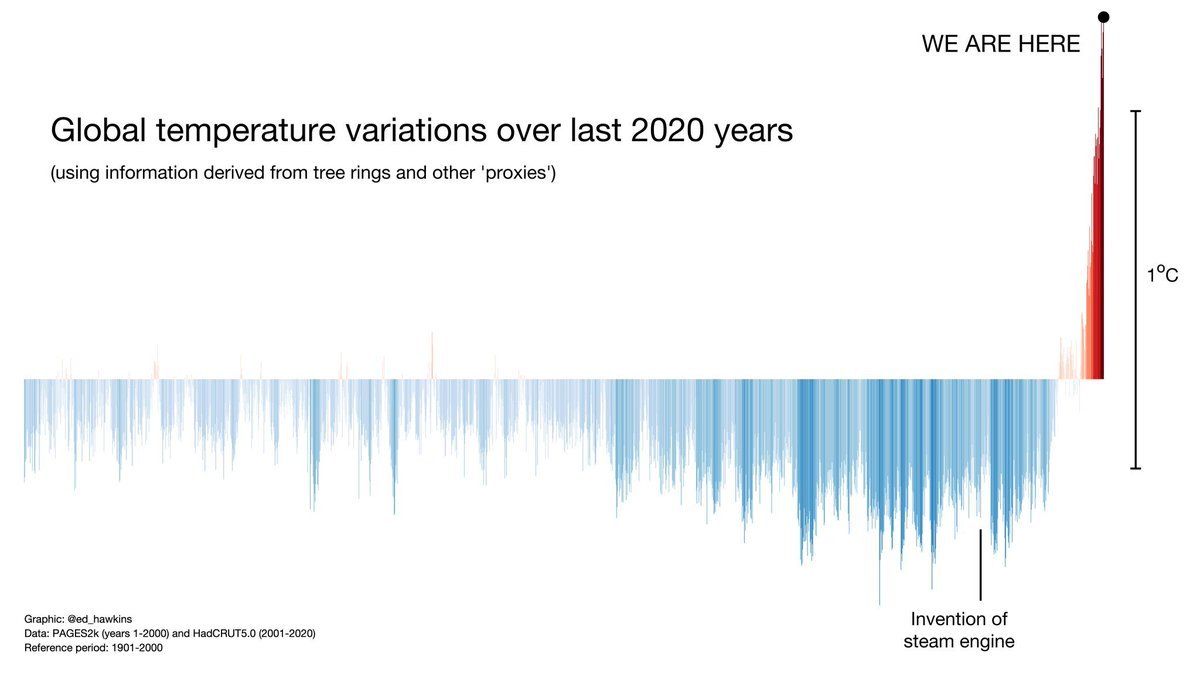 WE ARE HERE
Global temperature variations over last 2020 years
(using information derived from tree rings and other 'proxies')
1°C
Invention of
steam engine
Graphic: @ed_hawkins
Data: PAGES2k (years 1-2000) and HadCRUT5.0 (2001-2020)
Reference period: 1901-2000